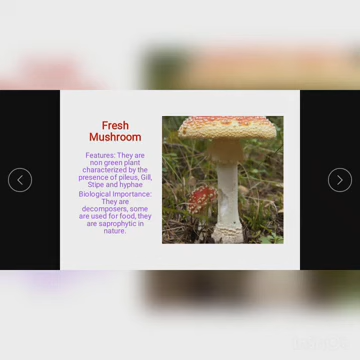 Fresh
Mushroom
Features: They are
non green plant
characterized by the
presence of pileus, Gill,
Stipe and hyphae
Biological Importance:
They are
decomposers, some
are used for food, they
are saprophytic in
nature.